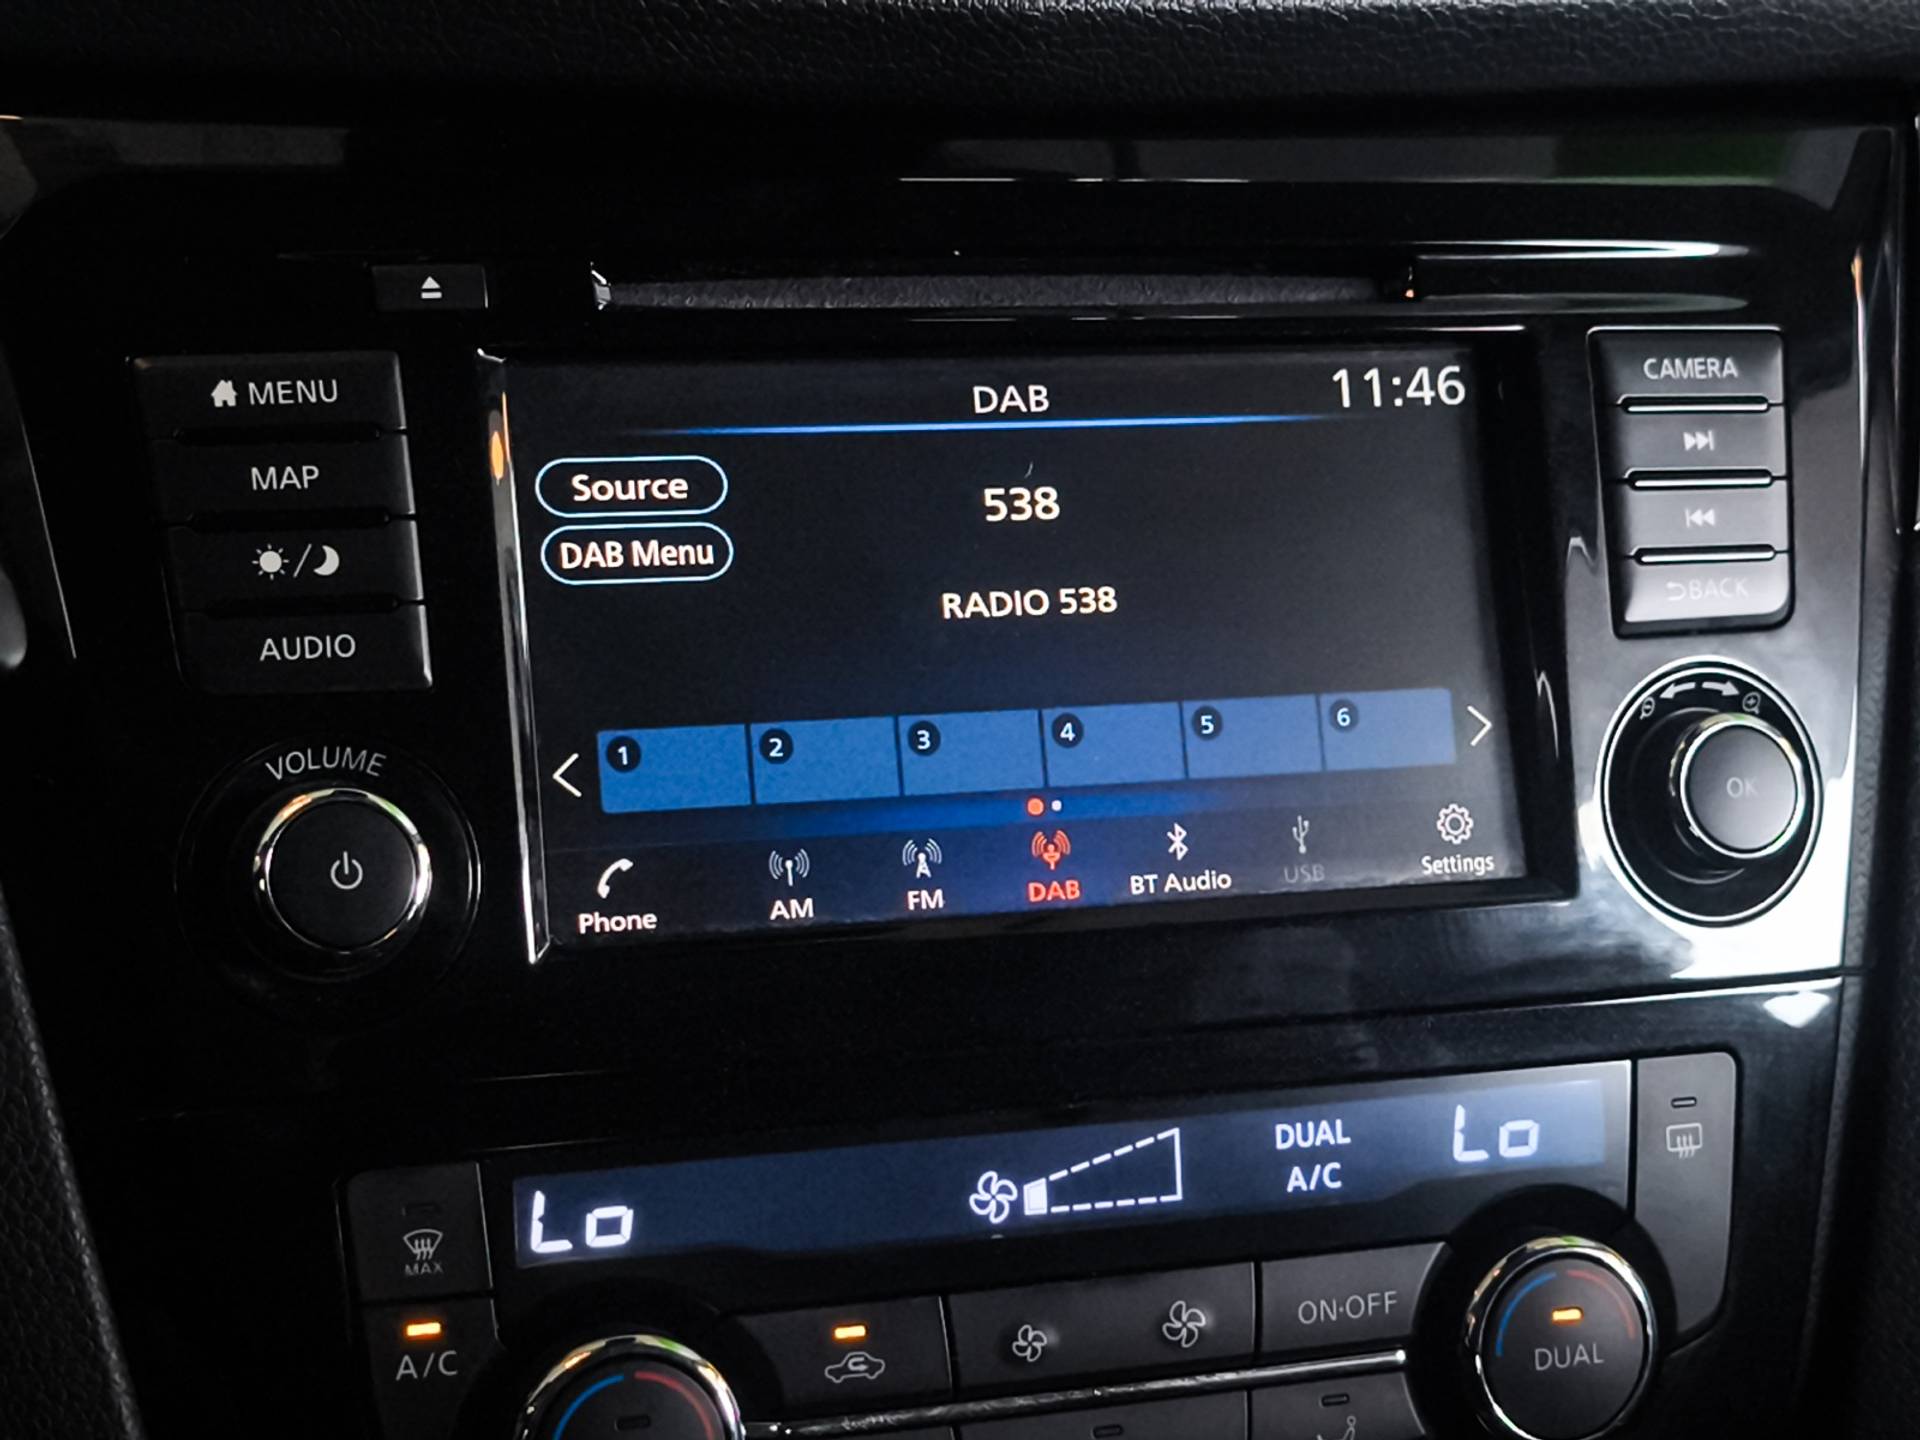 MENU
MAP
AUDIO
VOLUME
DAB
11:46
Source
538
DAB Menu
RADIO 538
1 2 3 4 5 6
Phone
AM
FM
DAB
BT Audio
USB
Settings
CAMERA
BACK
OK
Lo
DUAL
A/C
Lo
MAX
A/C
ON·OFF
DUAL